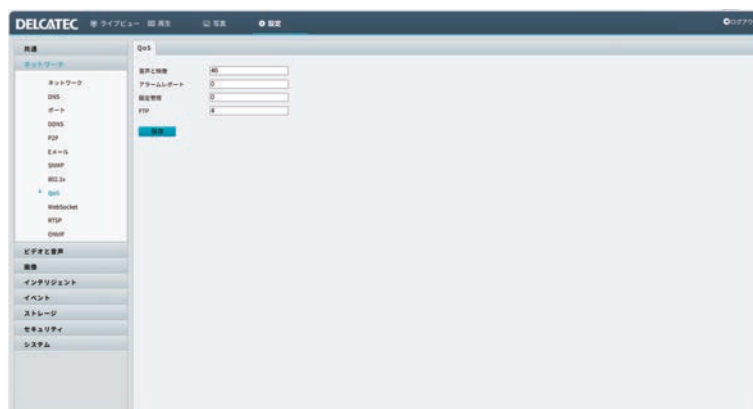 DELCATEC ライブビュー 再生 写真 設定 ログアウ
共通
ネットワーク
ネットワーク
DNS
ポート
DDNS
P2P
Eメール
SNMP
802.1x
QoS
WebSocket
RTSP
ONVIF
ビデオと音声
画像
インテリジェント
イベント
ストレージ
セキュリティ
システム
QoS
音声と映像 46
アラームレポート 0
設定管理 0
FTP 4
保存